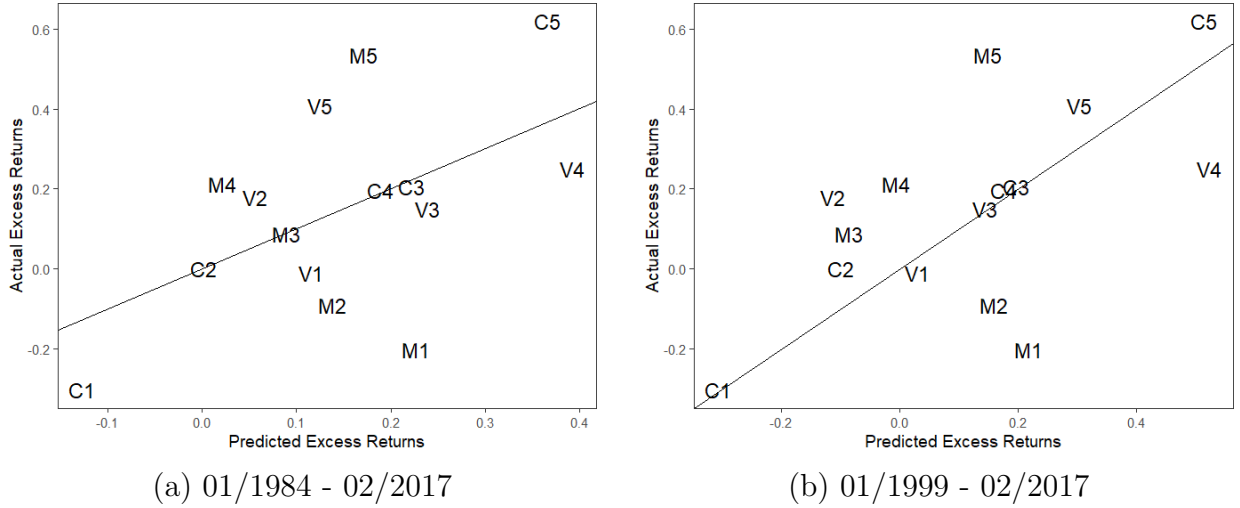 0.6
0.4
0.2
0.0
-0.2
Actual Excess Returns
C5
M5
V5
V4
M4
V2
C4
C3
V3
M3
C2
V1
M2
M1
C1
-0.1
0.0
0.1
0.2
0.3
0.4
Predicted Excess Returns
(a) 01/1984 - 02/2017
0.6
0.4
0.2
0.0
-0.2
Actual Excess Returns
C5
M5
V5
V4
M4
V2
C4
C3
V3
M3
C2
V1
M2
M1
C1
-0.2
0.0
0.2
0.4
Predicted Excess Returns
(b) 01/1999 - 02/2017